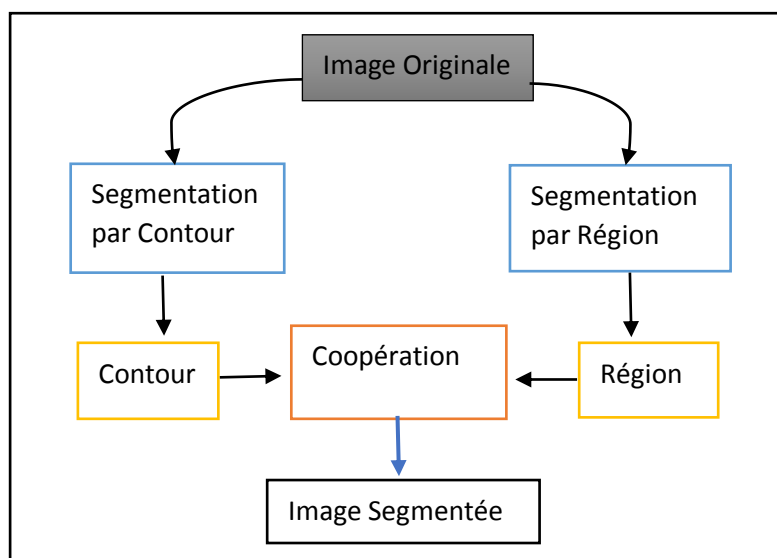 Image Originale
Segmentation
par Contour
Segmentation
par Région
Contour
Coopération
Région
Image Segmentée